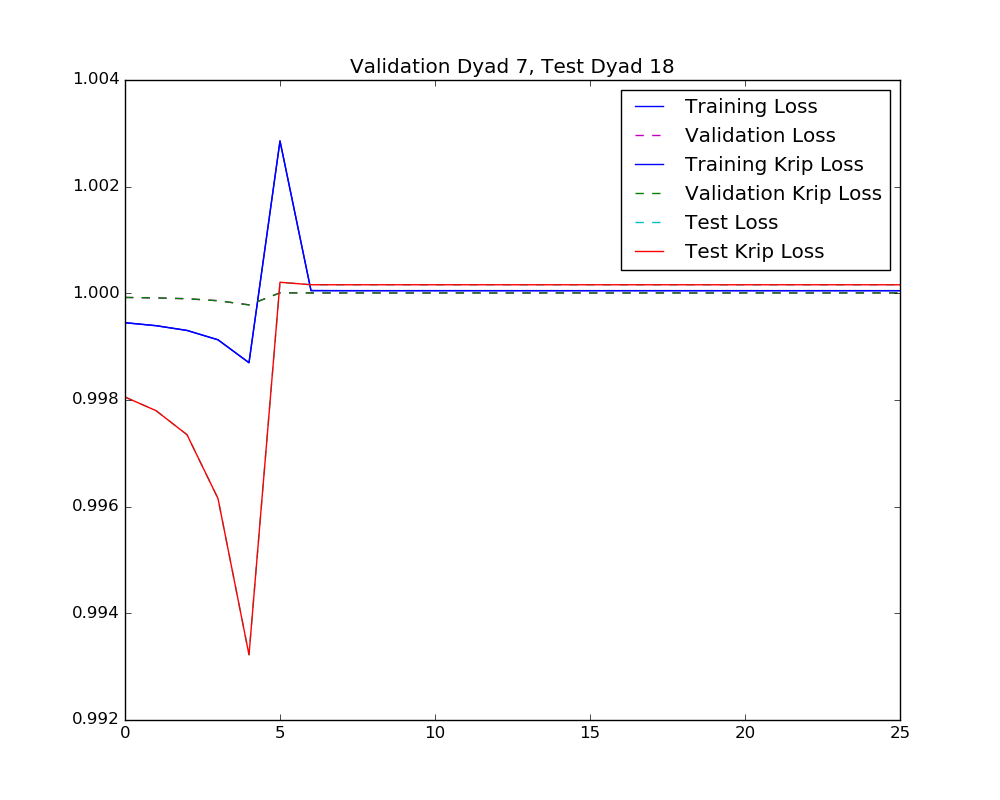 Validation Dyad 7, Test Dyad 18
1.004
1.002
1.000
0.998
0.996
0.994
0.992
0
5
10
15
20
25
Training Loss
Validation Loss
Training Krip Loss
Validation Krip Loss
Test Loss
Test Krip Loss